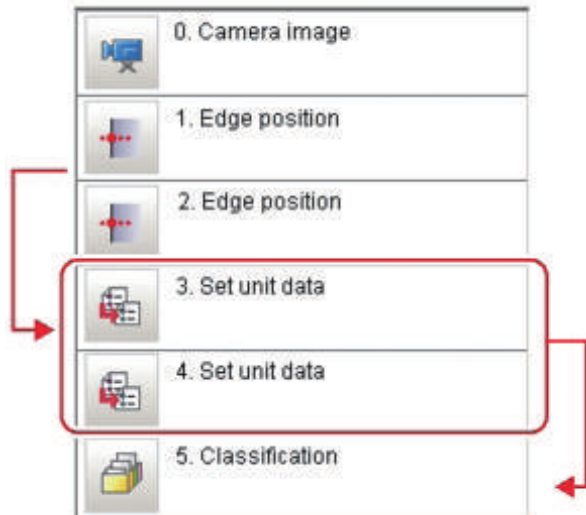 0. Camera image
1. Edge position
2. Edge position
3. Set unit data
4. Set unit data
5. Classification